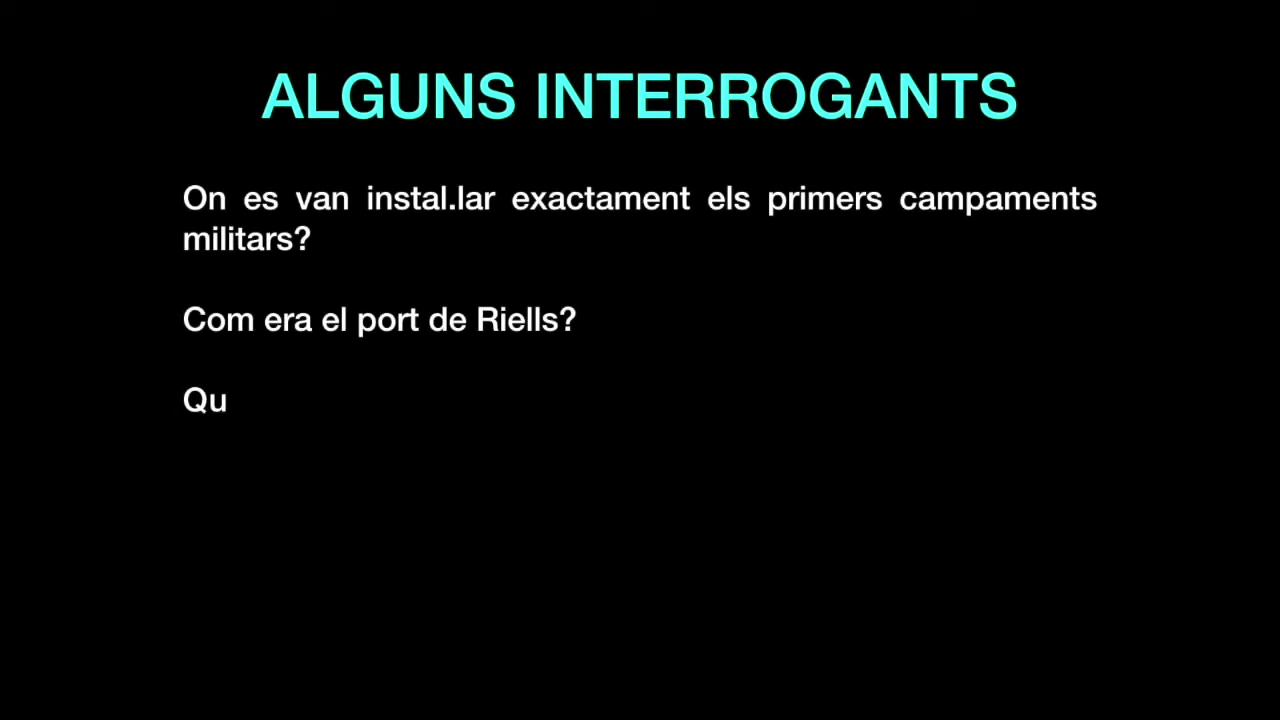 ALGUNS INTERROGANTS
On es van instal.lar exactament els primers campaments
militars?
Com era el port de Riells?
Qu